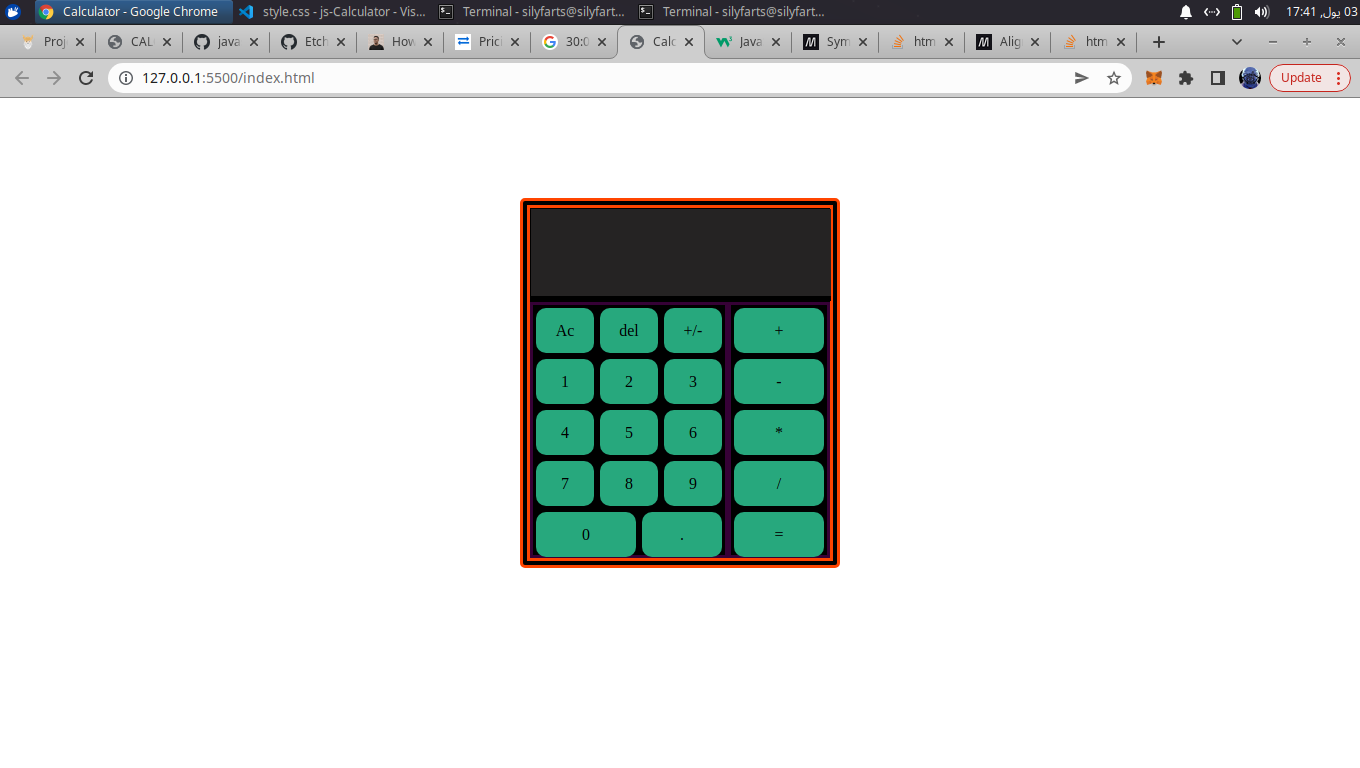 Calculator - Google Chrome
style.css - js-Calculator - Vis...
Terminal - silyfarts@silyfart...
Terminal - silyfarts@silyfart...
17:41 ,يول 03
Proj
CAL
java
Etch
How
Prici
30:0
Calc
Java
Sym
htm
Alig
htm
127.0.0.1:5500/index.html
Update
Ac del +/- +
1 2 3 -
4 5 6 *
7 8 9 /
0 . =